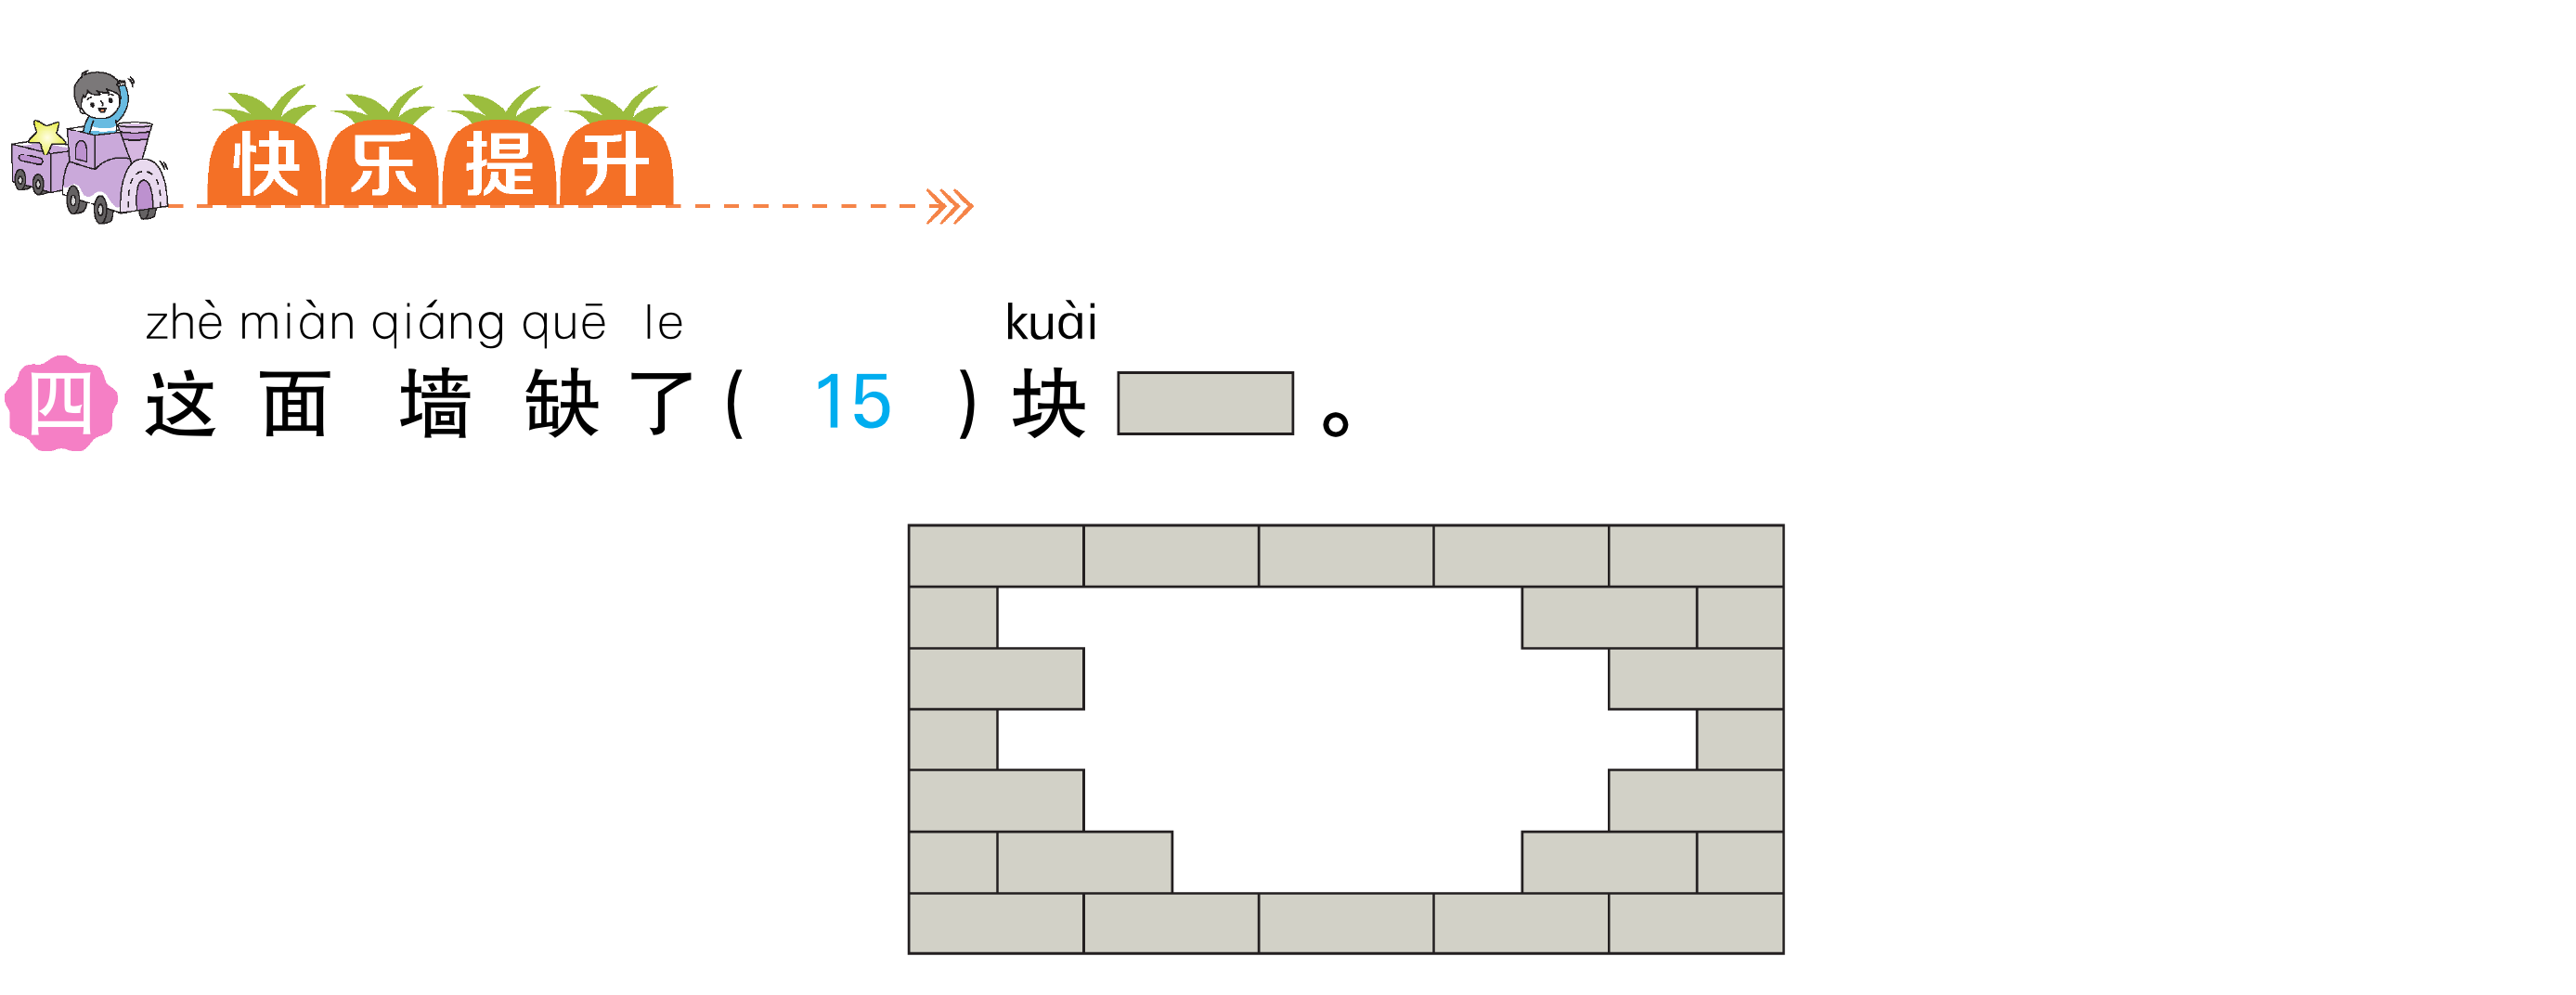 快乐提升
zhè miàn qiáng quē le kuài
四 这面墙缺了( 15 )块 。